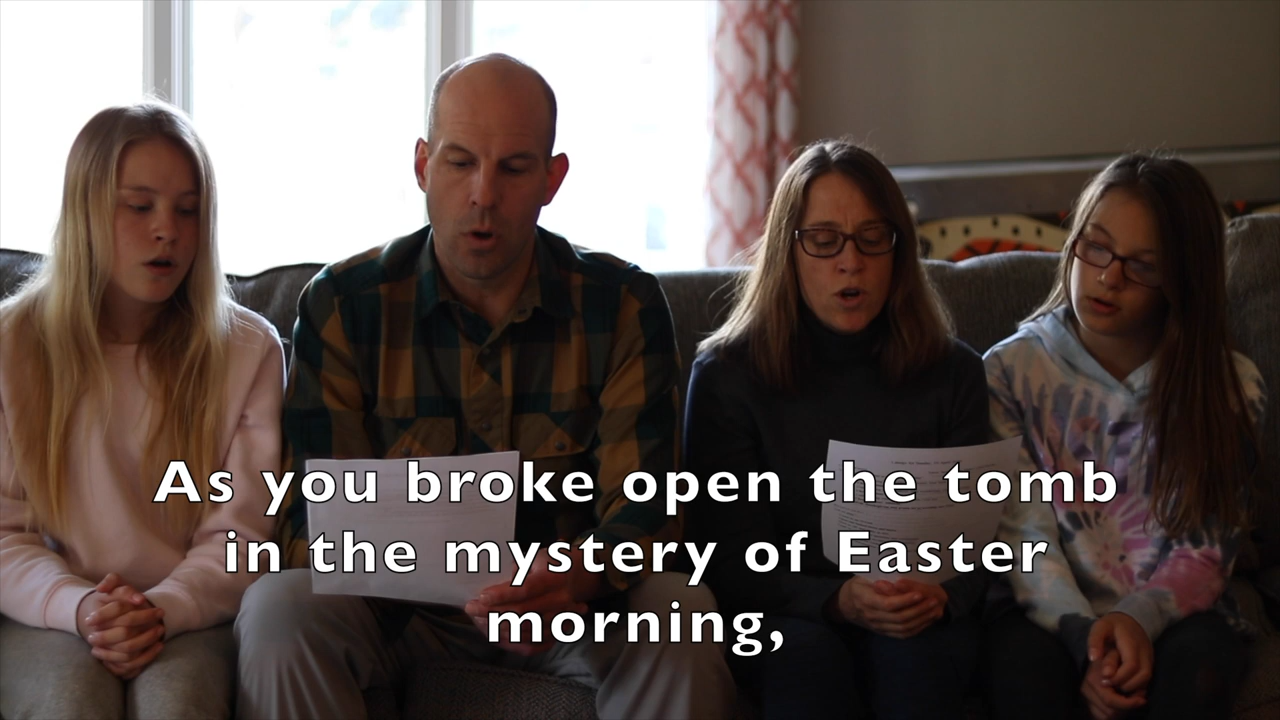 As you broke open the tomb
in the mystery of Easter
morning,